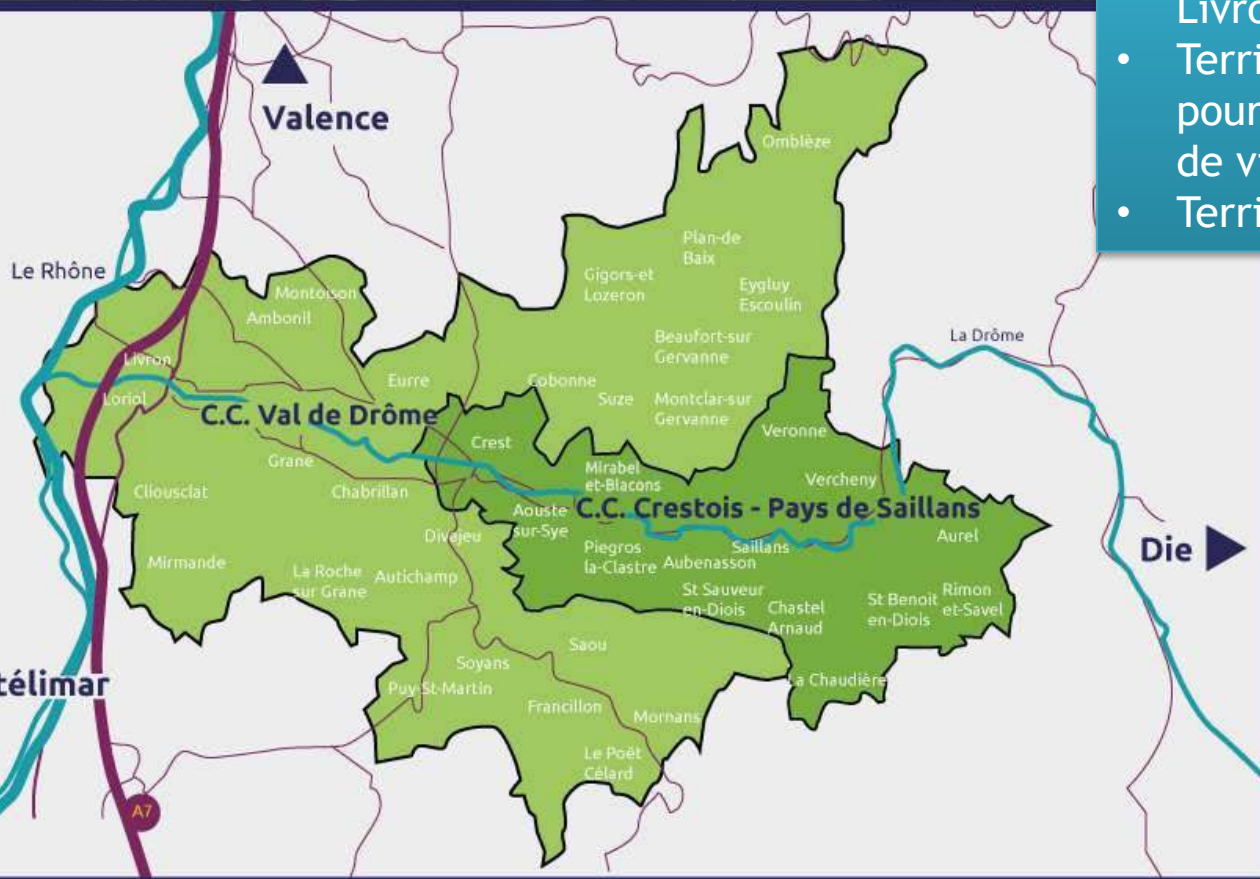 Terri
pour
de v
Terri
Valence
Omblèze
Le Rhône
Plan-de
Baix
Gigors-et
Lozeron
Eygluy
Escoulin
Montoison
Ambonil
La Drôme
Beaufort-sur
Gervanne
Livron
Loriol
Eurre
Cobonne
Suze
Montclar-sur
Gervanne
C.C. Val de Drôme
Veronne
Crest
Grane
Mirabel
et-Blacons
Vercheny
Cliousclat
Chabrillan
C.C. Crestois - Pays de Saillans
Aouste
sur-Sye
Divajeu
Aurel
Saillans
Die
Piegros
la-Clastre
Aubenasson
Mirmande
La Roche
sur Grane
Autichamp
St Sauveur
en-Diois
Chastel
Arnaud
St Benoit
en-Diois
Rimon
et-Savel
Saou
Soyans
télimar
Puy-St-Martin
La Chaudière
Francillon
Mornans
Le Poët
Célard
A7